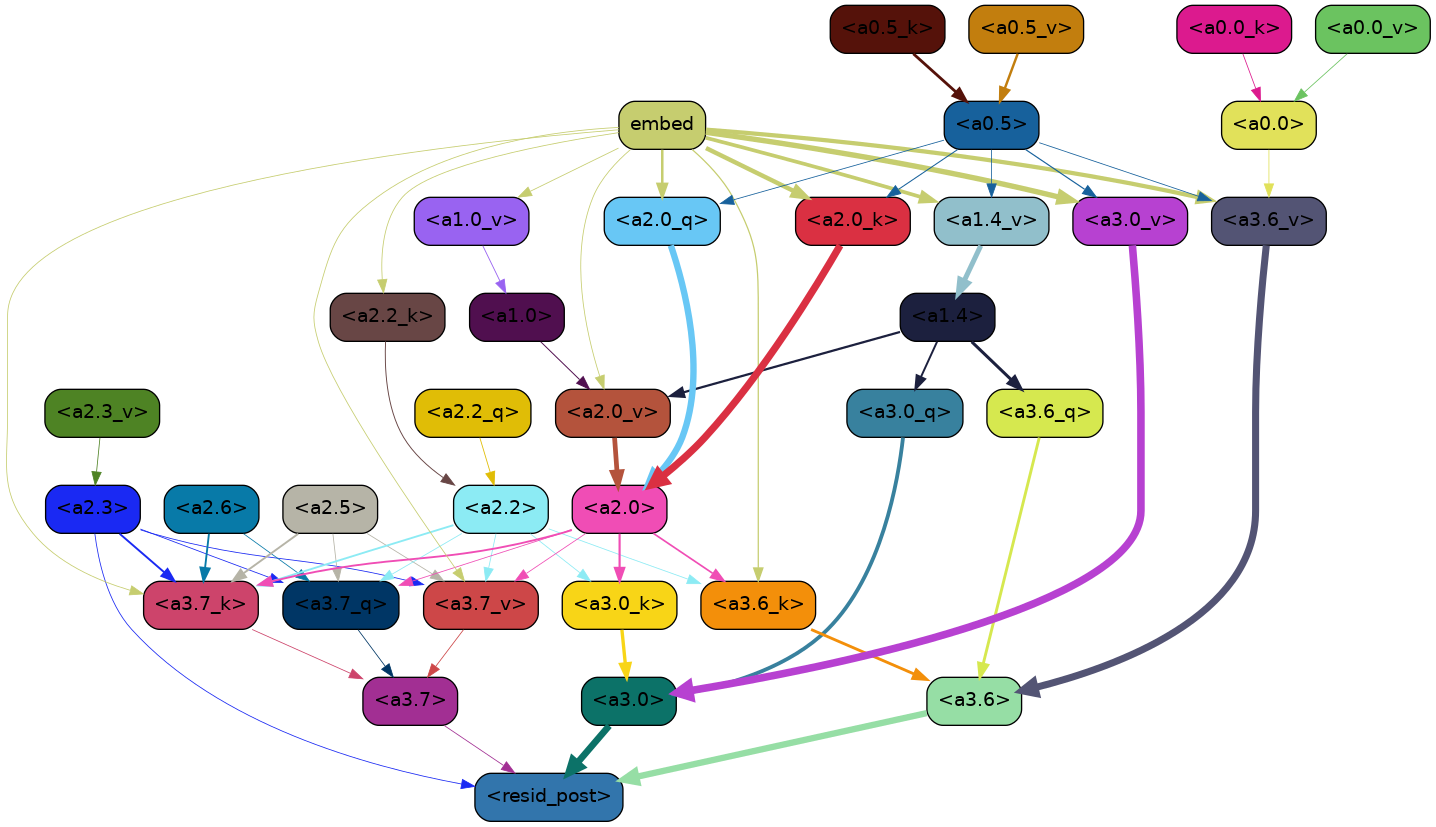 <a0.5_k> <a0.5_v> <a0.0_k> <a0.0_v>
embed <a0.5> <a0.0>
<a1.0_v> <a2.0_q> <a2.0_k> <a1.4_v> <a3.0_v> <a3.6_v>
<a2.2_k> <a1.0> <a1.4>
<a2.3_v> <a2.2_q> <a2.0_v> <a3.0_q> <a3.6_q>
<a2.3> <a2.6> <a2.5> <a2.2> <a2.0>
<a3.7_k> <a3.7_q> <a3.7_v> <a3.0_k> <a3.6_k>
<a3.7> <a3.0> <a3.6>
<resid_post>